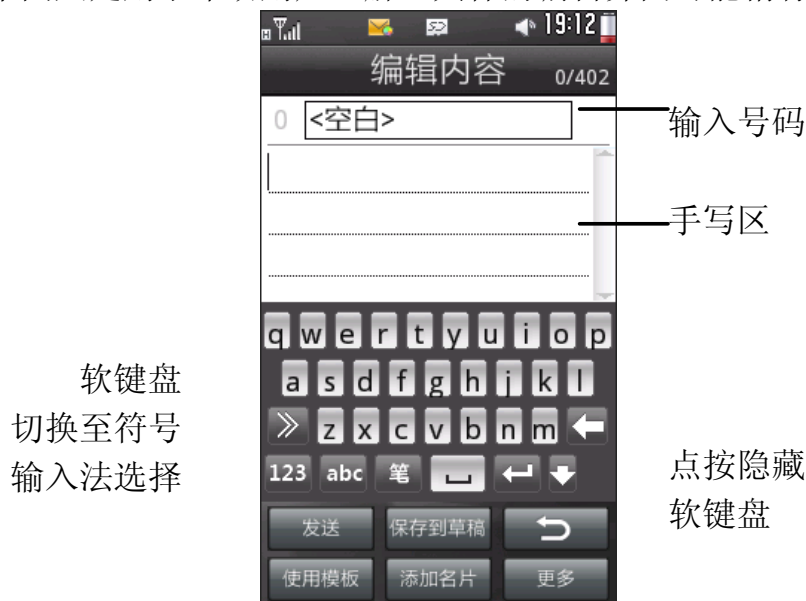 19:12
编辑内容 0/402
0 <空白>
输入号码
手写区
q w e r t y u i o p
a s d f g h j k l
z x c v b n m
123 abc 笔
软键盘
切换至符号
输入法选择
点按隐藏
软键盘
发送 保存到草稿
使用模板 添加名片 更多